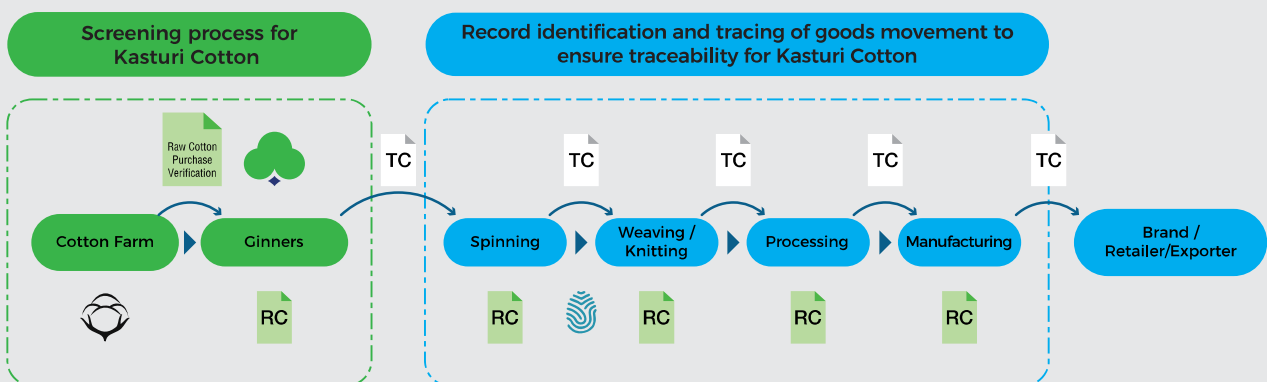 Screening process for
Kasturi Cotton
Record identification and tracing of goods movement to
ensure traceability for Kasturi Cotton
Raw Cotton
Purchase
Verification
TC
TC
TC
TC
TC
Cotton Farm
Ginners
Spinning
Weaving /
Knitting
Processing
Manufacturing
Brand /
Retailer/Exporter
RC
RC
RC
RC
RC